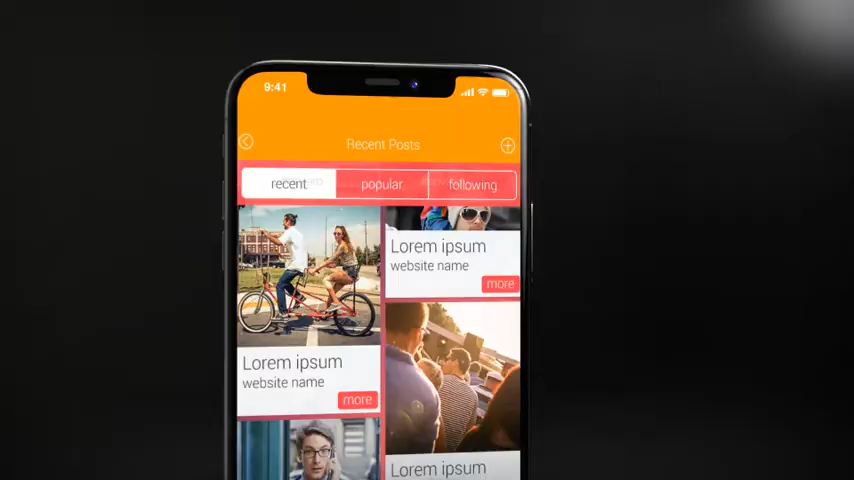 9:41
Recent Posts
recent
popular
following
Lorem ipsum
website name
more
Lorem ipsum
website name
more
Lorem ipsum